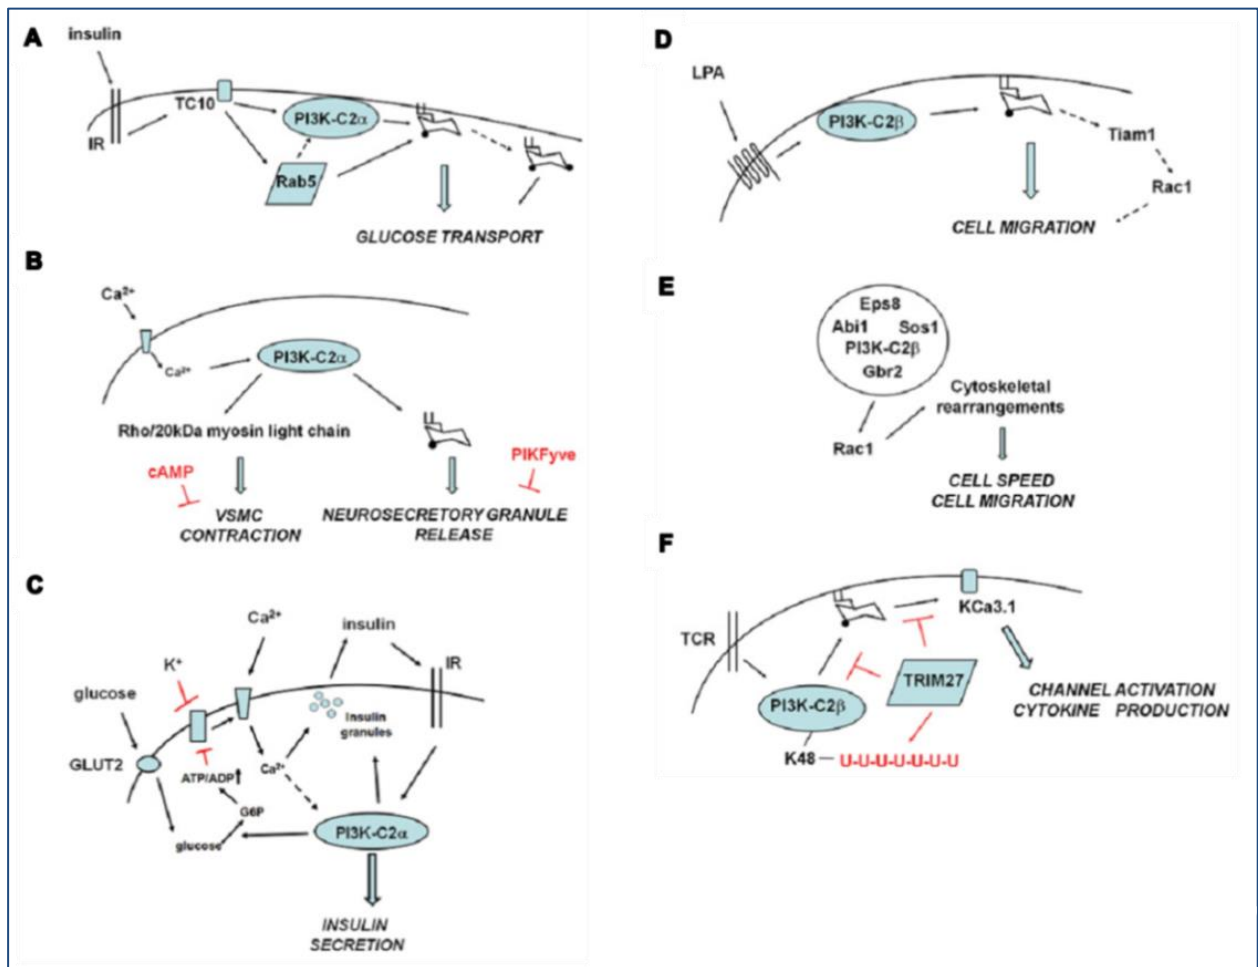 A
insulin
TC10
PI3K-C2α
IR
Rab5
GLUCOSE TRANSPORT
B
Ca2+
Ca2+
PI3K-C2α
Rho/20kDa myosin light chain
cAMP
PIKFyve
VSMC
CONTRACTION
NEUROSECRETORY GRANULE
RELEASE
C
Ca2+
insulin
K+
IR
glucose
Insulin
granules
GLUT2
ATP/ADP
Ca2+
G6P
glucose
PI3K-C2α
INSULIN
SECRETION
D
LPA
PI3K-C2β
Tiam1
Rac1
CELL MIGRATION
E
Eps8
Abi1 Sos1
PI3K-C2β
Gbr2
Cytoskeletal
rearrangements
Rac1
CELL SPEED
CELL MIGRATION
F
KCa3.1
TCR
TRIM27
PI3K-C2β
CHANNEL ACTIVATION
CYTOKINE PRODUCTION
K48 — U-U-U-U-U-U-U